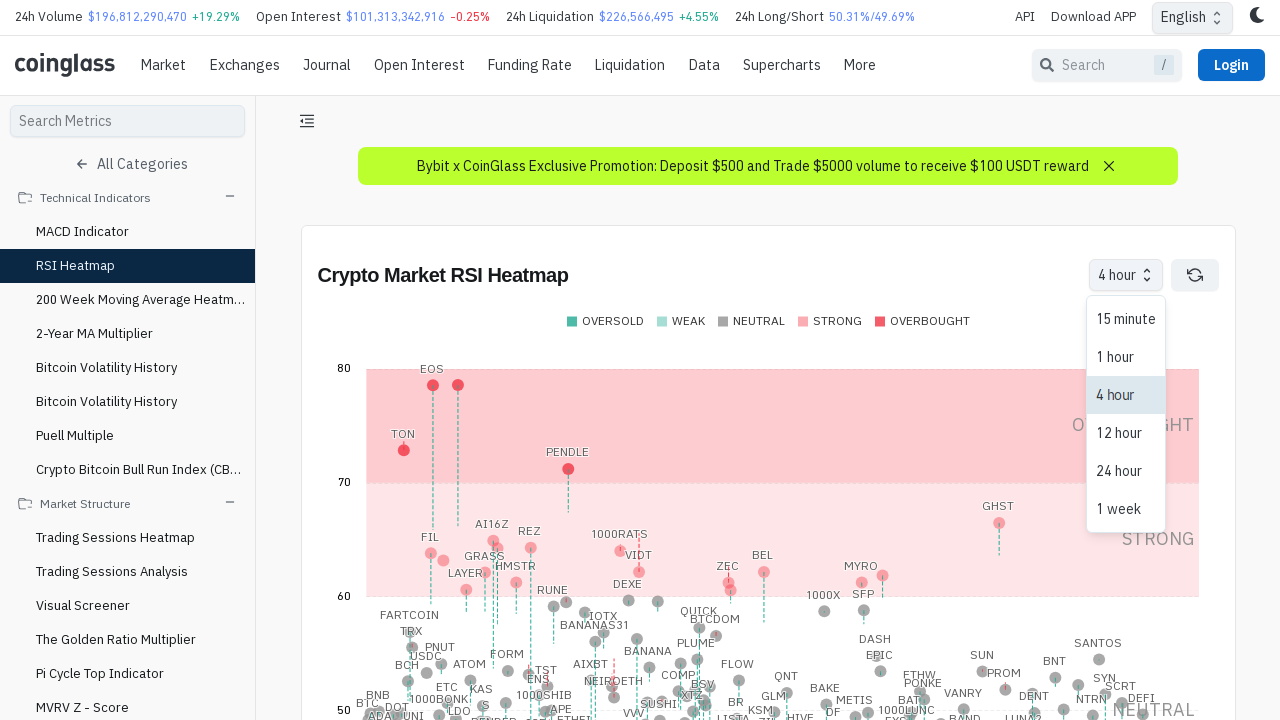 24h Volume $196,812,290,470 +19.29% Open Interest $101,313,342,916 -0.25% 24h Liquidation $226,566,495 +4.55% 24h Long/Short 50.31%/49.69% API Download APP English
coinglass Market Exchanges Journal Open Interest Funding Rate Liquidation Data Supercharts More Search / Login
Search Metrics
All Categories
Technical Indicators
MACD Indicator
RSI Heatmap
200 Week Moving Average Heatm...
2-Year MA Multiplier
Bitcoin Volatility History
Bitcoin Volatility History
Puell Multiple
Crypto Bitcoin Bull Run Index (CB...
Market Structure
Trading Sessions Heatmap
Trading Sessions Analysis
Visual Screener
The Golden Ratio Multiplier
Pi Cycle Top Indicator
MVRV Z - Score
Bybit x CoinGlass Exclusive Promotion: Deposit $500 and Trade $5000 volume to receive $100 USDT reward
Crypto Market RSI Heatmap
4 hour
15 minute
1 hour
4 hour
12 hour
24 hour
1 week
OVERSOLD WEAK NEUTRAL STRONG OVERBOUGHT
80
EOS
TON
PENDLE
70
GHST
STRONG
AI16Z
REZ
FIL
1000RATS
GRASS
VIDT
BEL
HMSTR
LAYER
ZEC
MYRO
DEXE
RUNE
60
1000X
SFP
FARTCOIN
IOTX
QUICK
BTCDOM
BANANAS31
TRX
PNUT
USDC
PLUME
DASH
SANTOS
BANANA
FORM
EPIC
SUN
BCH
ATOM
TST
AIXBT
FLOW
BNT
ENS
NEIROETH
COMP
QNT
ETHW
PROM
SYN
ETC
KAS
BSV
BAKE
PONKE
SCRT
BNB
1000BONK
1000SHIB
XTZ
GLM
VANRY
DENT
NTRN
DEFI
BTC
DOT
LDO
APE
SUSHI
BR
KSM
METIS
BAT
1000LUNC
50
NEUTRAL
ADA
UNI
ETHFI
LISTA
HIVE
BAND
LUNA2